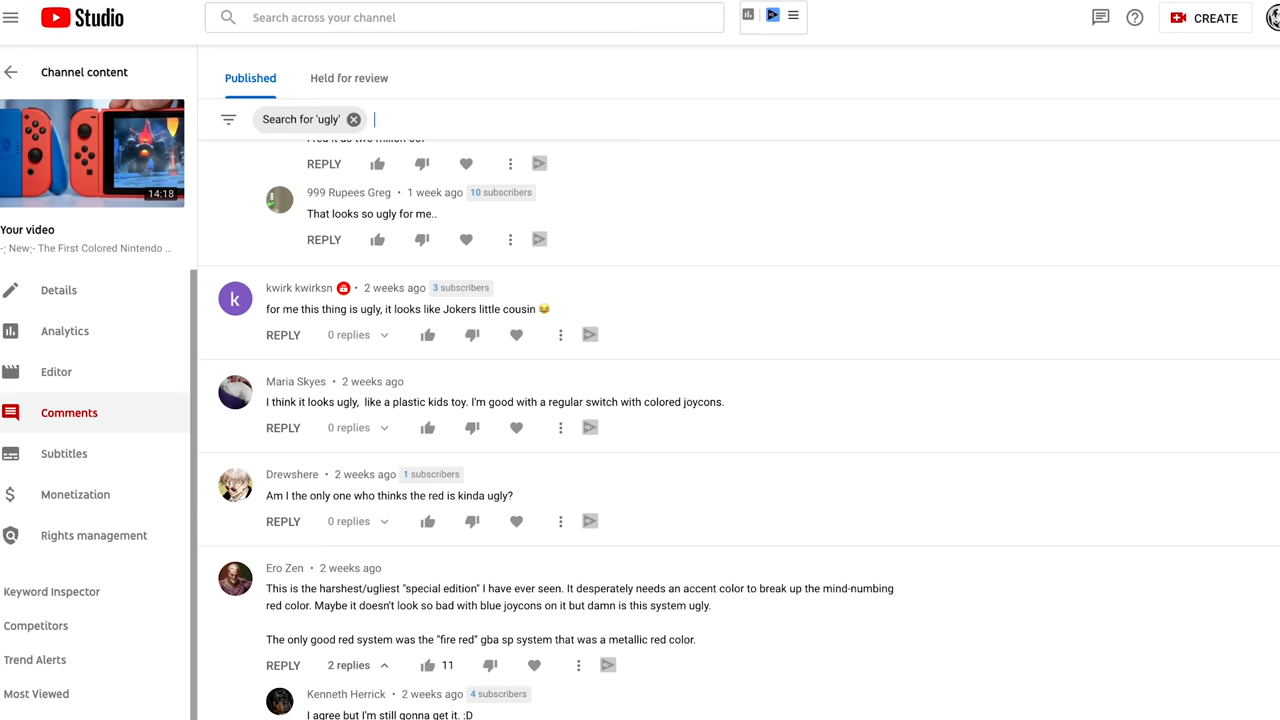 Studio
Search across your channel
CREATE
Channel content
Published
Held for review
Search for 'ugly'
14:18
Your video
-; New;- The First Colored Nintendo ...
Details
Analytics
Editor
Comments
Subtitles
Monetization
Rights management
Keyword Inspector
Competitors
Trend Alerts
Most Viewed
REPLY
999 Rupees Greg • 1 week ago 10 subscribers
That looks so ugly for me..
REPLY
kwirk kwirksn • 2 weeks ago 3 subscribers
for me this thing is ugly, it looks like Jokers little cousin 😂
REPLY 0 replies
Maria Skyes • 2 weeks ago
I think it looks ugly, like a plastic kids toy. I'm good with a regular switch with colored joycons.
REPLY 0 replies
Drewshere • 2 weeks ago 1 subscribers
Am I the only one who thinks the red is kinda ugly?
REPLY 0 replies
Ero Zen • 2 weeks ago
This is the harshest/ugliest "special edition" I have ever seen. It desperately needs an accent color to break up the mind-numbing
red color. Maybe it doesn't look so bad with blue joycons on it but damn is this system ugly.
The only good red system was the "fire red" gba sp system that was a metallic red color.
REPLY 2 replies 11
Kenneth Herrick • 2 weeks ago 4 subscribers
I agree but I'm still gonna get it. :D
k